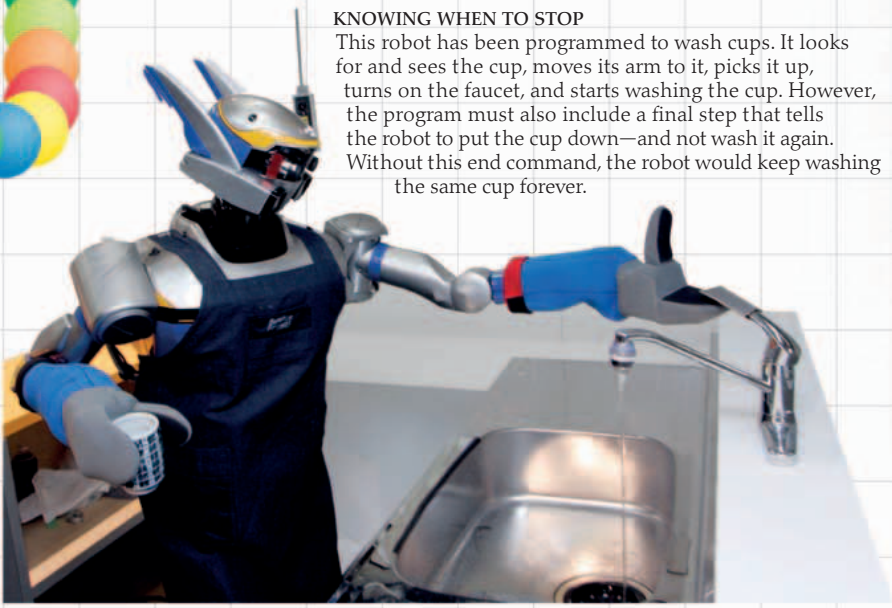 KNOWING WHEN TO STOP
This robot has been programmed to wash cups. It looks
for and sees the cup, moves its arm to it, picks it up,
turns on the faucet, and starts washing the cup. However,
the program must also include a final step that tells
the robot to put the cup down—and not wash it again.
Without this end command, the robot would keep washing
the same cup forever.